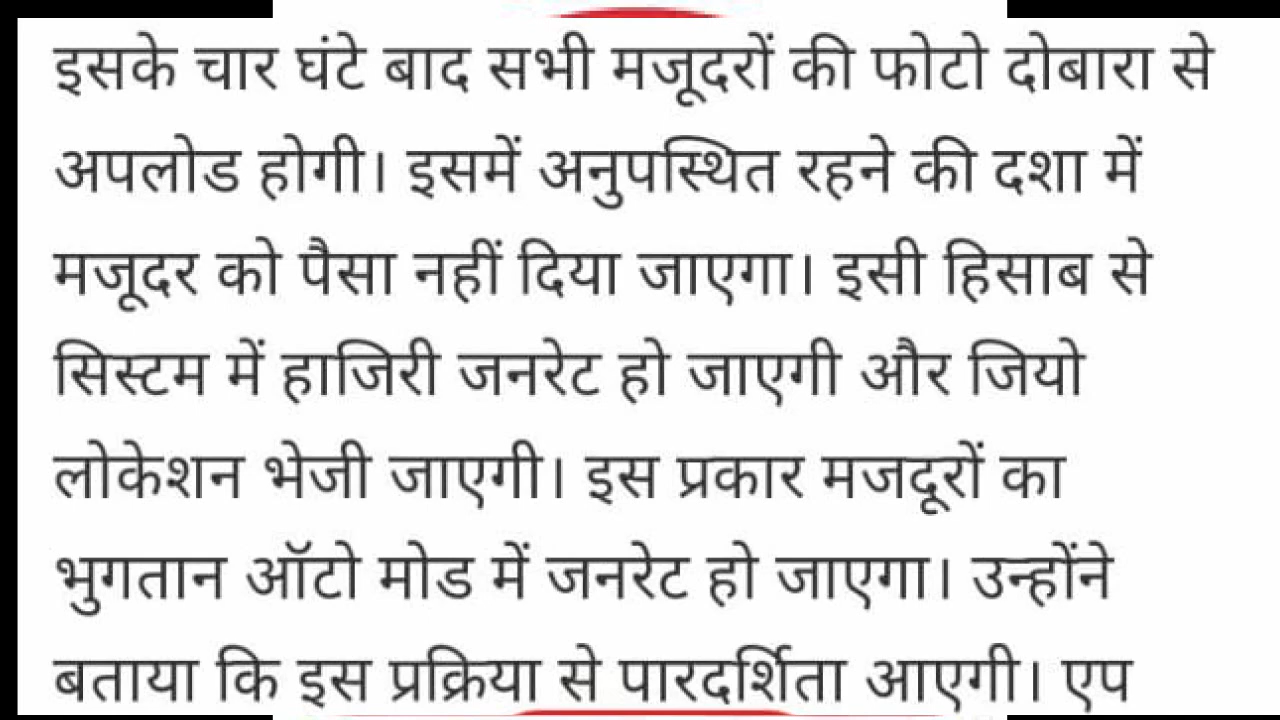 इसके चार घंटे बाद सभी मजूदरों की फोटो दोबारा से
अपलोड होगी। इसमें अनुपस्थित रहने की दशा में
मजूदर को पैसा नहीं दिया जाएगा। इसी हिसाब से
सिस्टम में हाजिरी जनरेट हो जाएगी और जियो
लोकेशन भेजी जाएगी। इस प्रकार मजदूरों का
भुगतान ऑटो मोड में जनरेट हो जाएगा। उन्होंने
बताया कि इस प्रक्रिया से पारदर्शिता आएगी। एप